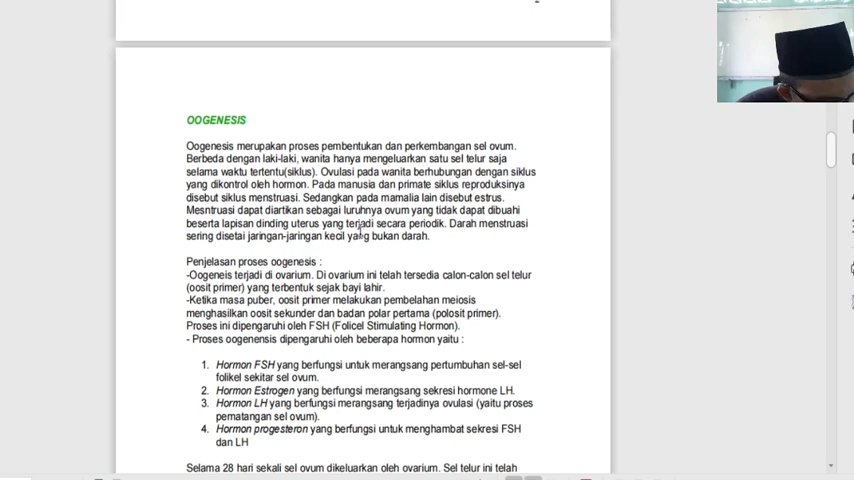 OOGENESIS
Oogenesis merupakan proses pembentukan dan perkembangan sel ovum.
Berbeda dengan laki-laki, wanita hanya mengeluarkan satu sel telur saja
selama waktu tertentu(siklus). Ovulasi pada wanita berhubungan dengan siklus
yang dikontrol oleh hormon. Pada manusia dan primate siklus reproduksinya
disebut siklus menstruasi. Sedangkan pada mamalia lain disebut estrus.
Mesntruasi dapat diartikan sebagai luruhnya ovum yang tidak dapat dibuahi
beserta lapisan dinding uterus yang terjadi secara periodik. Darah menstruasi
sering disetai jaringan-jaringan kecil yang bukan darah.
Penjelasan proses oogenesis :
-Oogeneis terjadi di ovarium. Di ovarium ini telah tersedia calon-calon sel telur
(oosit primer) yang terbentuk sejak bayi lahir.
-Ketika masa puber, oosit primer melakukan pembelahan meiosis
menghasilkan oosit sekunder dan badan polar pertama (polosit primer).
Proses ini dipengaruhi oleh FSH (Folicel Stimulating Hormon).
- Proses oogenensis dipengaruhi oleh beberapa hormon yaitu :
1. Hormon FSH yang berfungsi untuk merangsang pertumbuhan sel-sel
folikel sekitar sel ovum.
2. Hormon Estrogen yang berfungsi merangsang sekresi hormone LH.
3. Hormon LH yang berfungsi merangsang terjadinya ovulasi (yaitu proses
pematangan sel ovum).
4. Hormon progesteron yang berfungsi untuk menghambat sekresi FSH
dan LH
Selama 28 hari sekali sel ovum dikeluarkan oleh ovarium. Sel telur ini telah